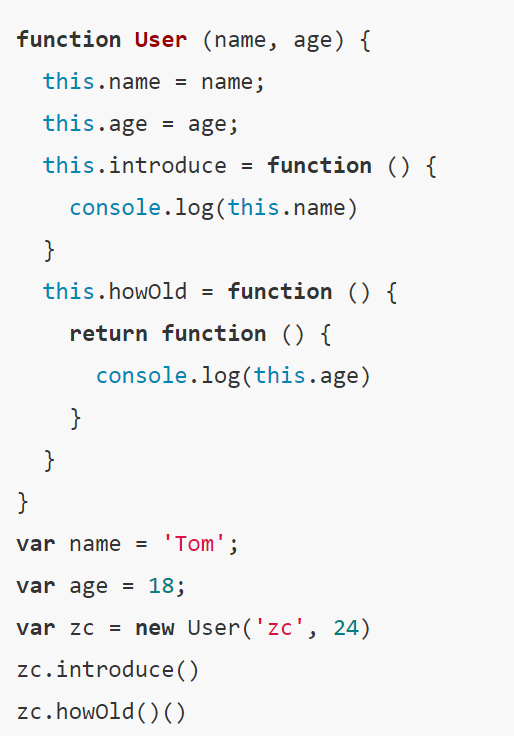 function User (name, age) {
  this.name = name;
  this.age = age;
  this.introduce = function () {
    console.log(this.name)
  }
  this.howOld = function () {
    return function () {
      console.log(this.age)
    }
  }
}
var name = 'Tom';
var age = 18;
var zc = new User('zc', 24)
zc.introduce()
zc.howOld()()